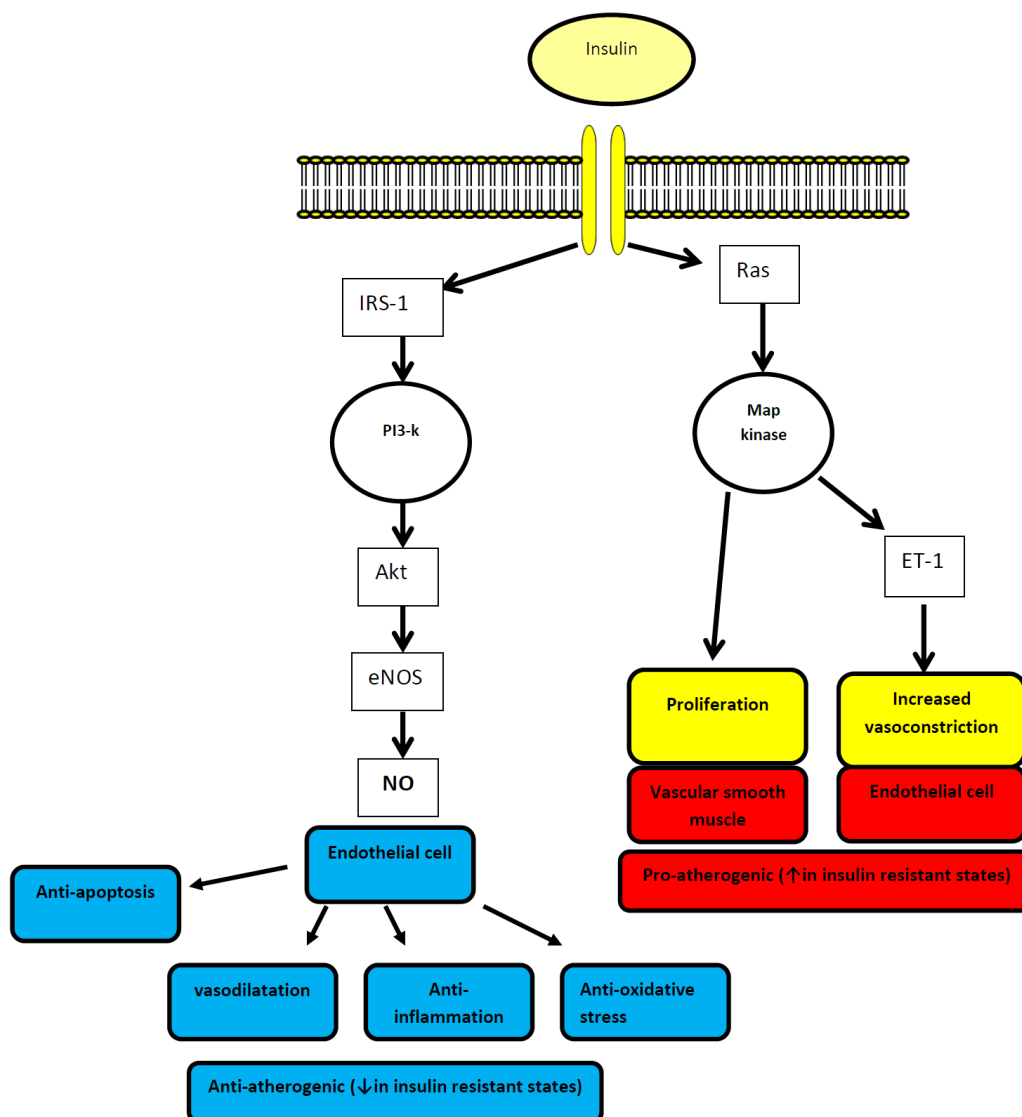 Insulin
IRS-1
Ras
PI3-k
Map
kinase
Akt
ET-1
eNOS
NO
Proliferation
Increased
vasoconstriction
Vascular smooth
muscle
Endothelial cell
Pro-atherogenic (↑in insulin resistant states)
Endothelial cell
Anti-apoptosis
vasodilatation
Anti-
inflammation
Anti-oxidative
stress
Anti-atherogenic (↓in insulin resistant states)